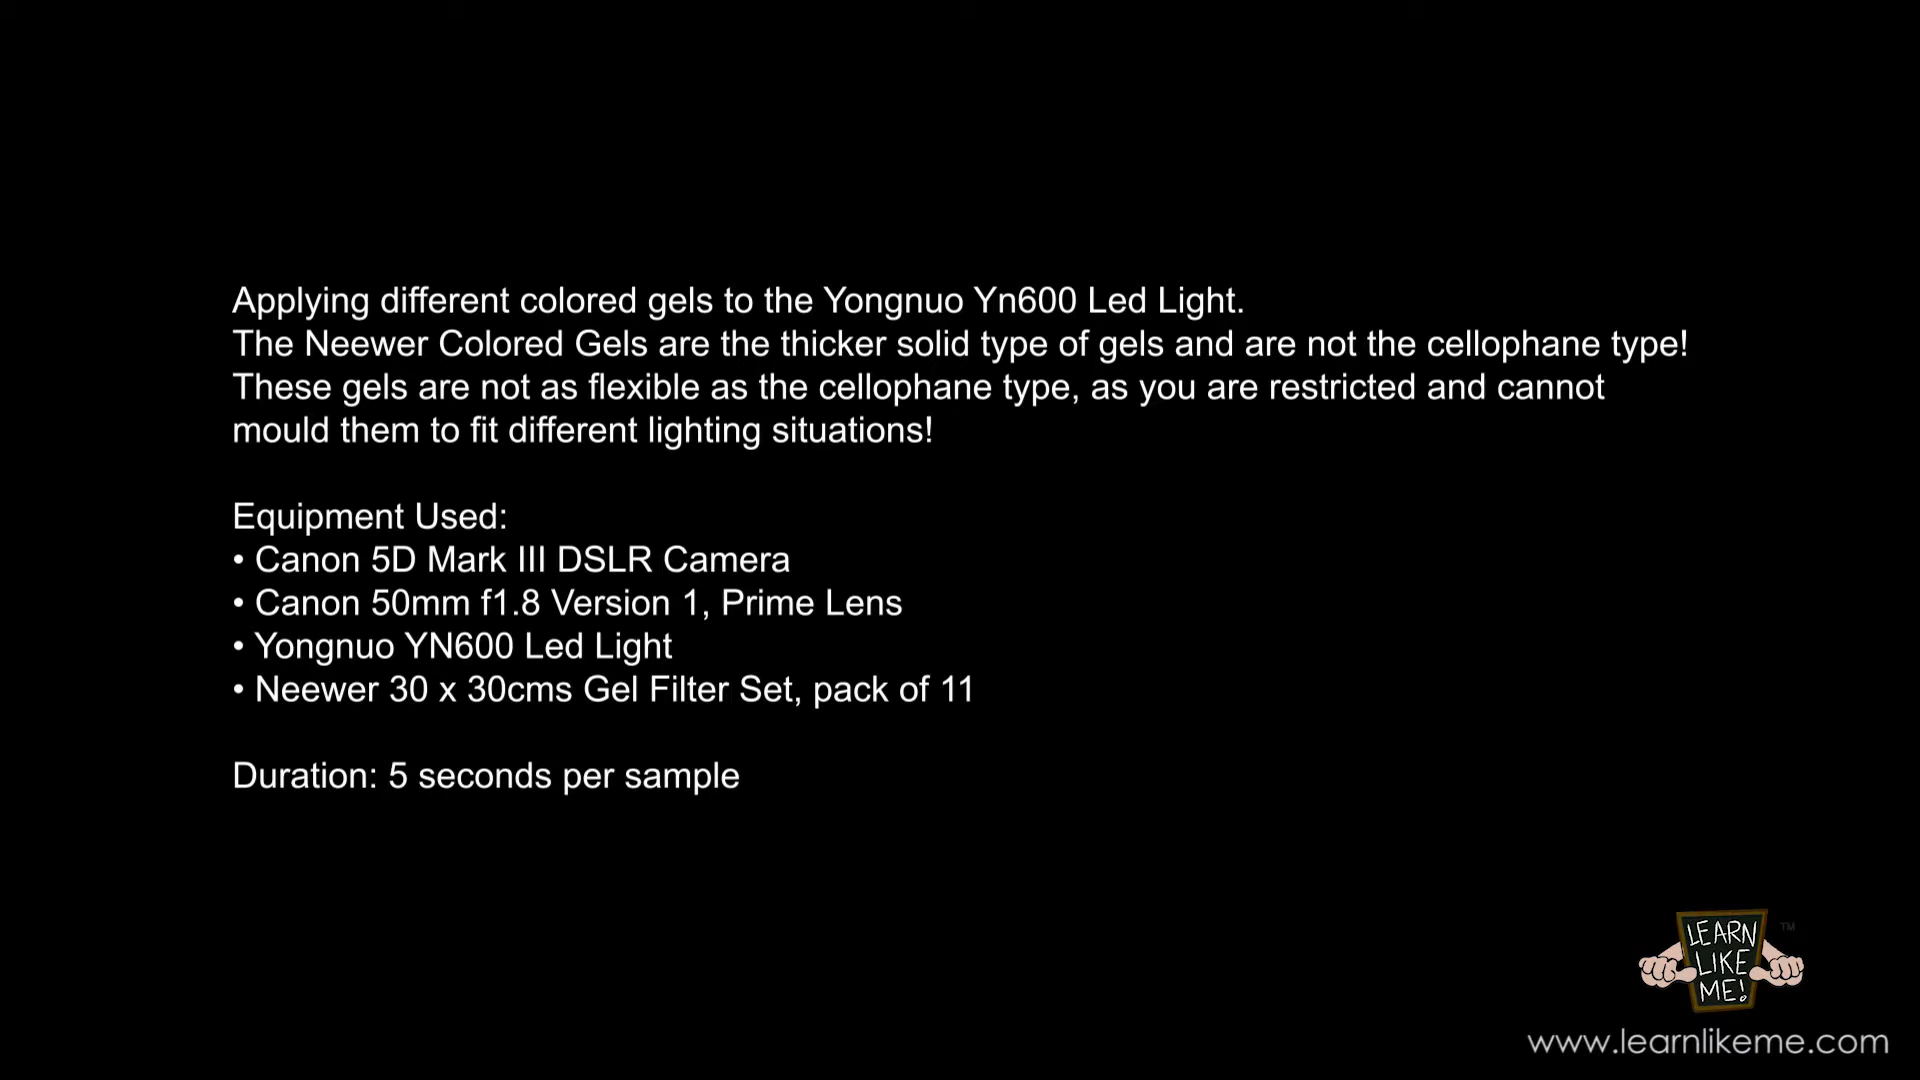 Applying different colored gels to the Yongnuo Yn600 Led Light.
The Neewer Colored Gels are the thicker solid type of gels and are not the cellophane type!
These gels are not as flexible as the cellophane type, as you are restricted and cannot
mould them to fit different lighting situations!
Equipment Used:
• Canon 5D Mark III DSLR Camera
• Canon 50mm f1.8 Version 1, Prime Lens
• Yongnuo YN600 Led Light
• Neewer 30 x 30cms Gel Filter Set, pack of 11
Duration: 5 seconds per sample
LEARN
LIKE
ME!
TM
www.learnlikeme.com